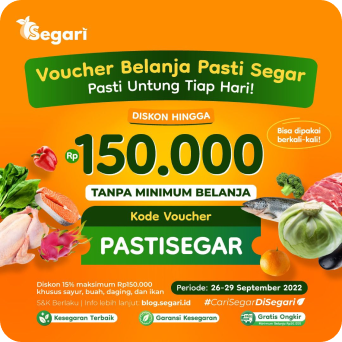 Segari
Voucher Belanja Pasti Segar
Pasti Untung Tiap Hari!
DISKON HINGGA
Rp 150.000
Bisa dipakai
berkali-kali!
TANPA MINIMUM BELANJA
Kode Voucher
PASTISEGAR
Diskon 15% maksimum Rp150.000
khusus sayur, buah, daging, dan ikan
S&K Berlaku | Info lebih lanjut: blog.segari.id
Periode: 26-29 September 2022
#CariSegarDiSegari
Kesegaran Terbaik
Garansi Kesegaran
Gratis Ongkir